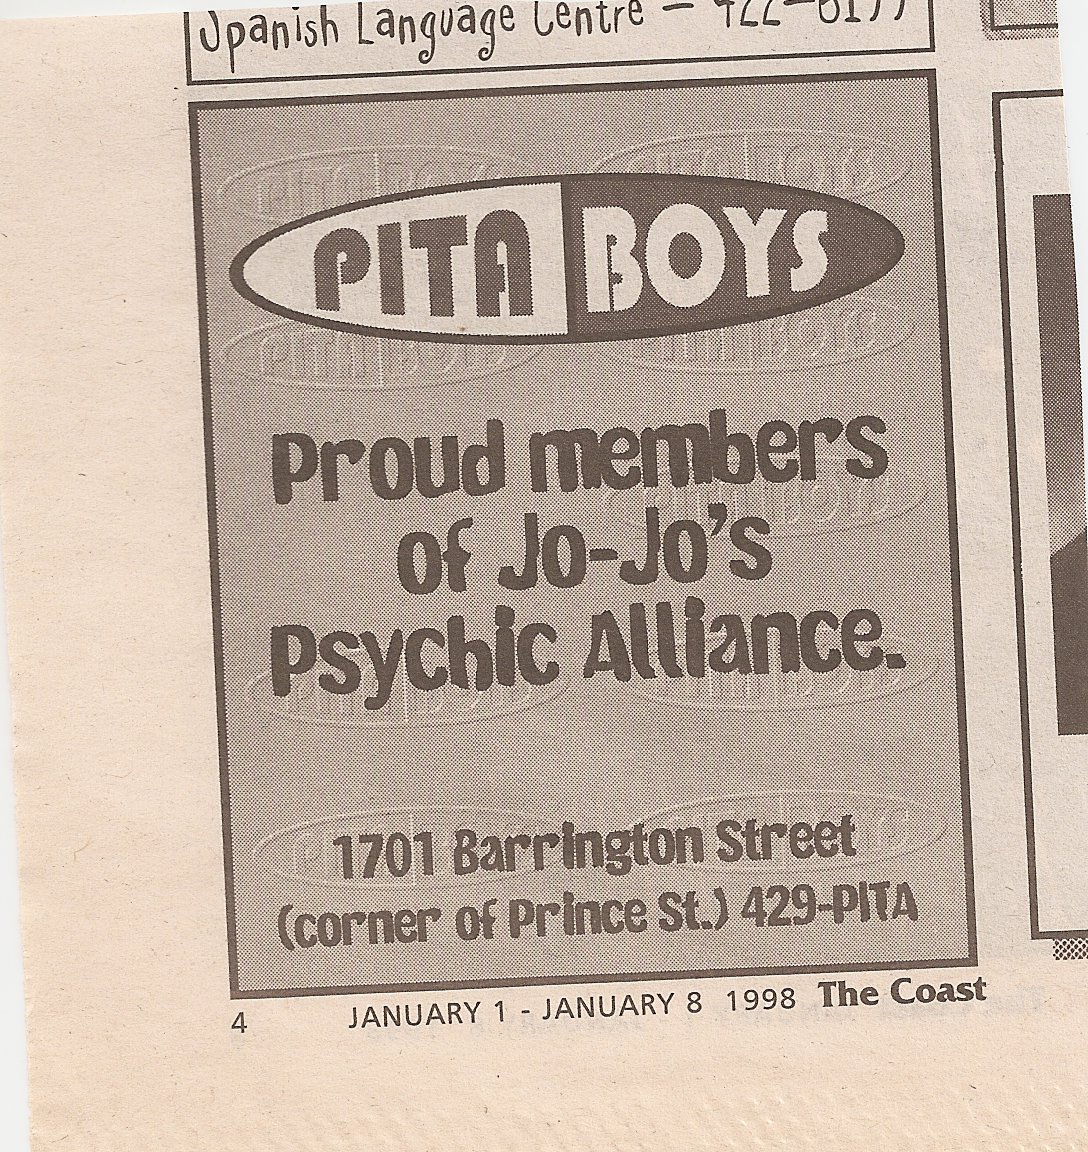 Spanish Language Centre –
PITA BOYS
Proud members
of Jo-Jo's
Psychic Alliance.
1701 Barrington Street
(corner of Prince St.) 429-PITA
4 JANUARY 1 - JANUARY 8 1998 The Coast